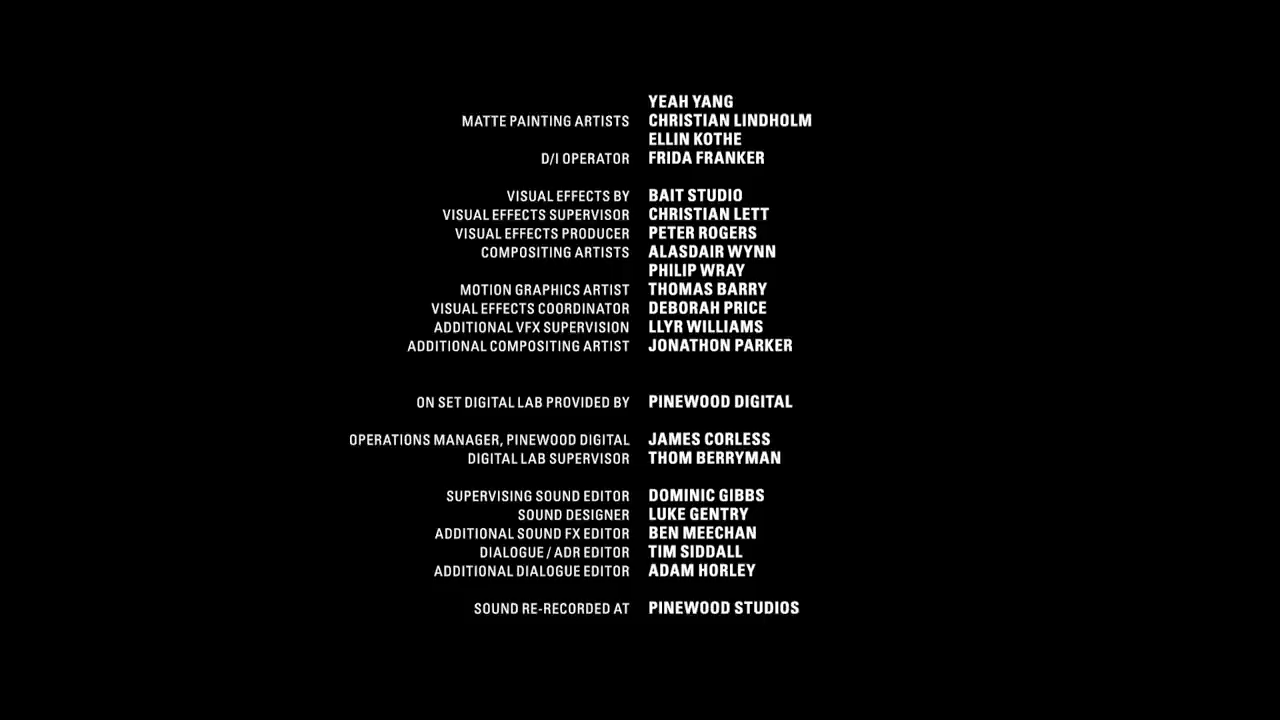 YEAH YANG
MATTE PAINTING ARTISTS CHRISTIAN LINDHOLM
ELLIN KOTHE
D/I OPERATOR FRIDA FRANKER
VISUAL EFFECTS BY BAIT STUDIO
VISUAL EFFECTS SUPERVISOR CHRISTIAN LETT
VISUAL EFFECTS PRODUCER PETER ROGERS
COMPOSITING ARTISTS ALASDAIR WYNN
PHILIP WRAY
MOTION GRAPHICS ARTIST THOMAS BARRY
VISUAL EFFECTS COORDINATOR DEBORAH PRICE
ADDITIONAL VFX SUPERVISION LLYR WILLIAMS
ADDITIONAL COMPOSITING ARTIST JONATHON PARKER
ON SET DIGITAL LAB PROVIDED BY PINEWOOD DIGITAL
OPERATIONS MANAGER, PINEWOOD DIGITAL JAMES CORLESS
DIGITAL LAB SUPERVISOR THOM BERRYMAN
SUPERVISING SOUND EDITOR DOMINIC GIBBS
SOUND DESIGNER LUKE GENTRY
ADDITIONAL SOUND FX EDITOR BEN MEECHAN
DIALOGUE / ADR EDITOR TIM SIDDALL
ADDITIONAL DIALOGUE EDITOR ADAM HORLEY
SOUND RE-RECORDED AT PINEWOOD STUDIOS